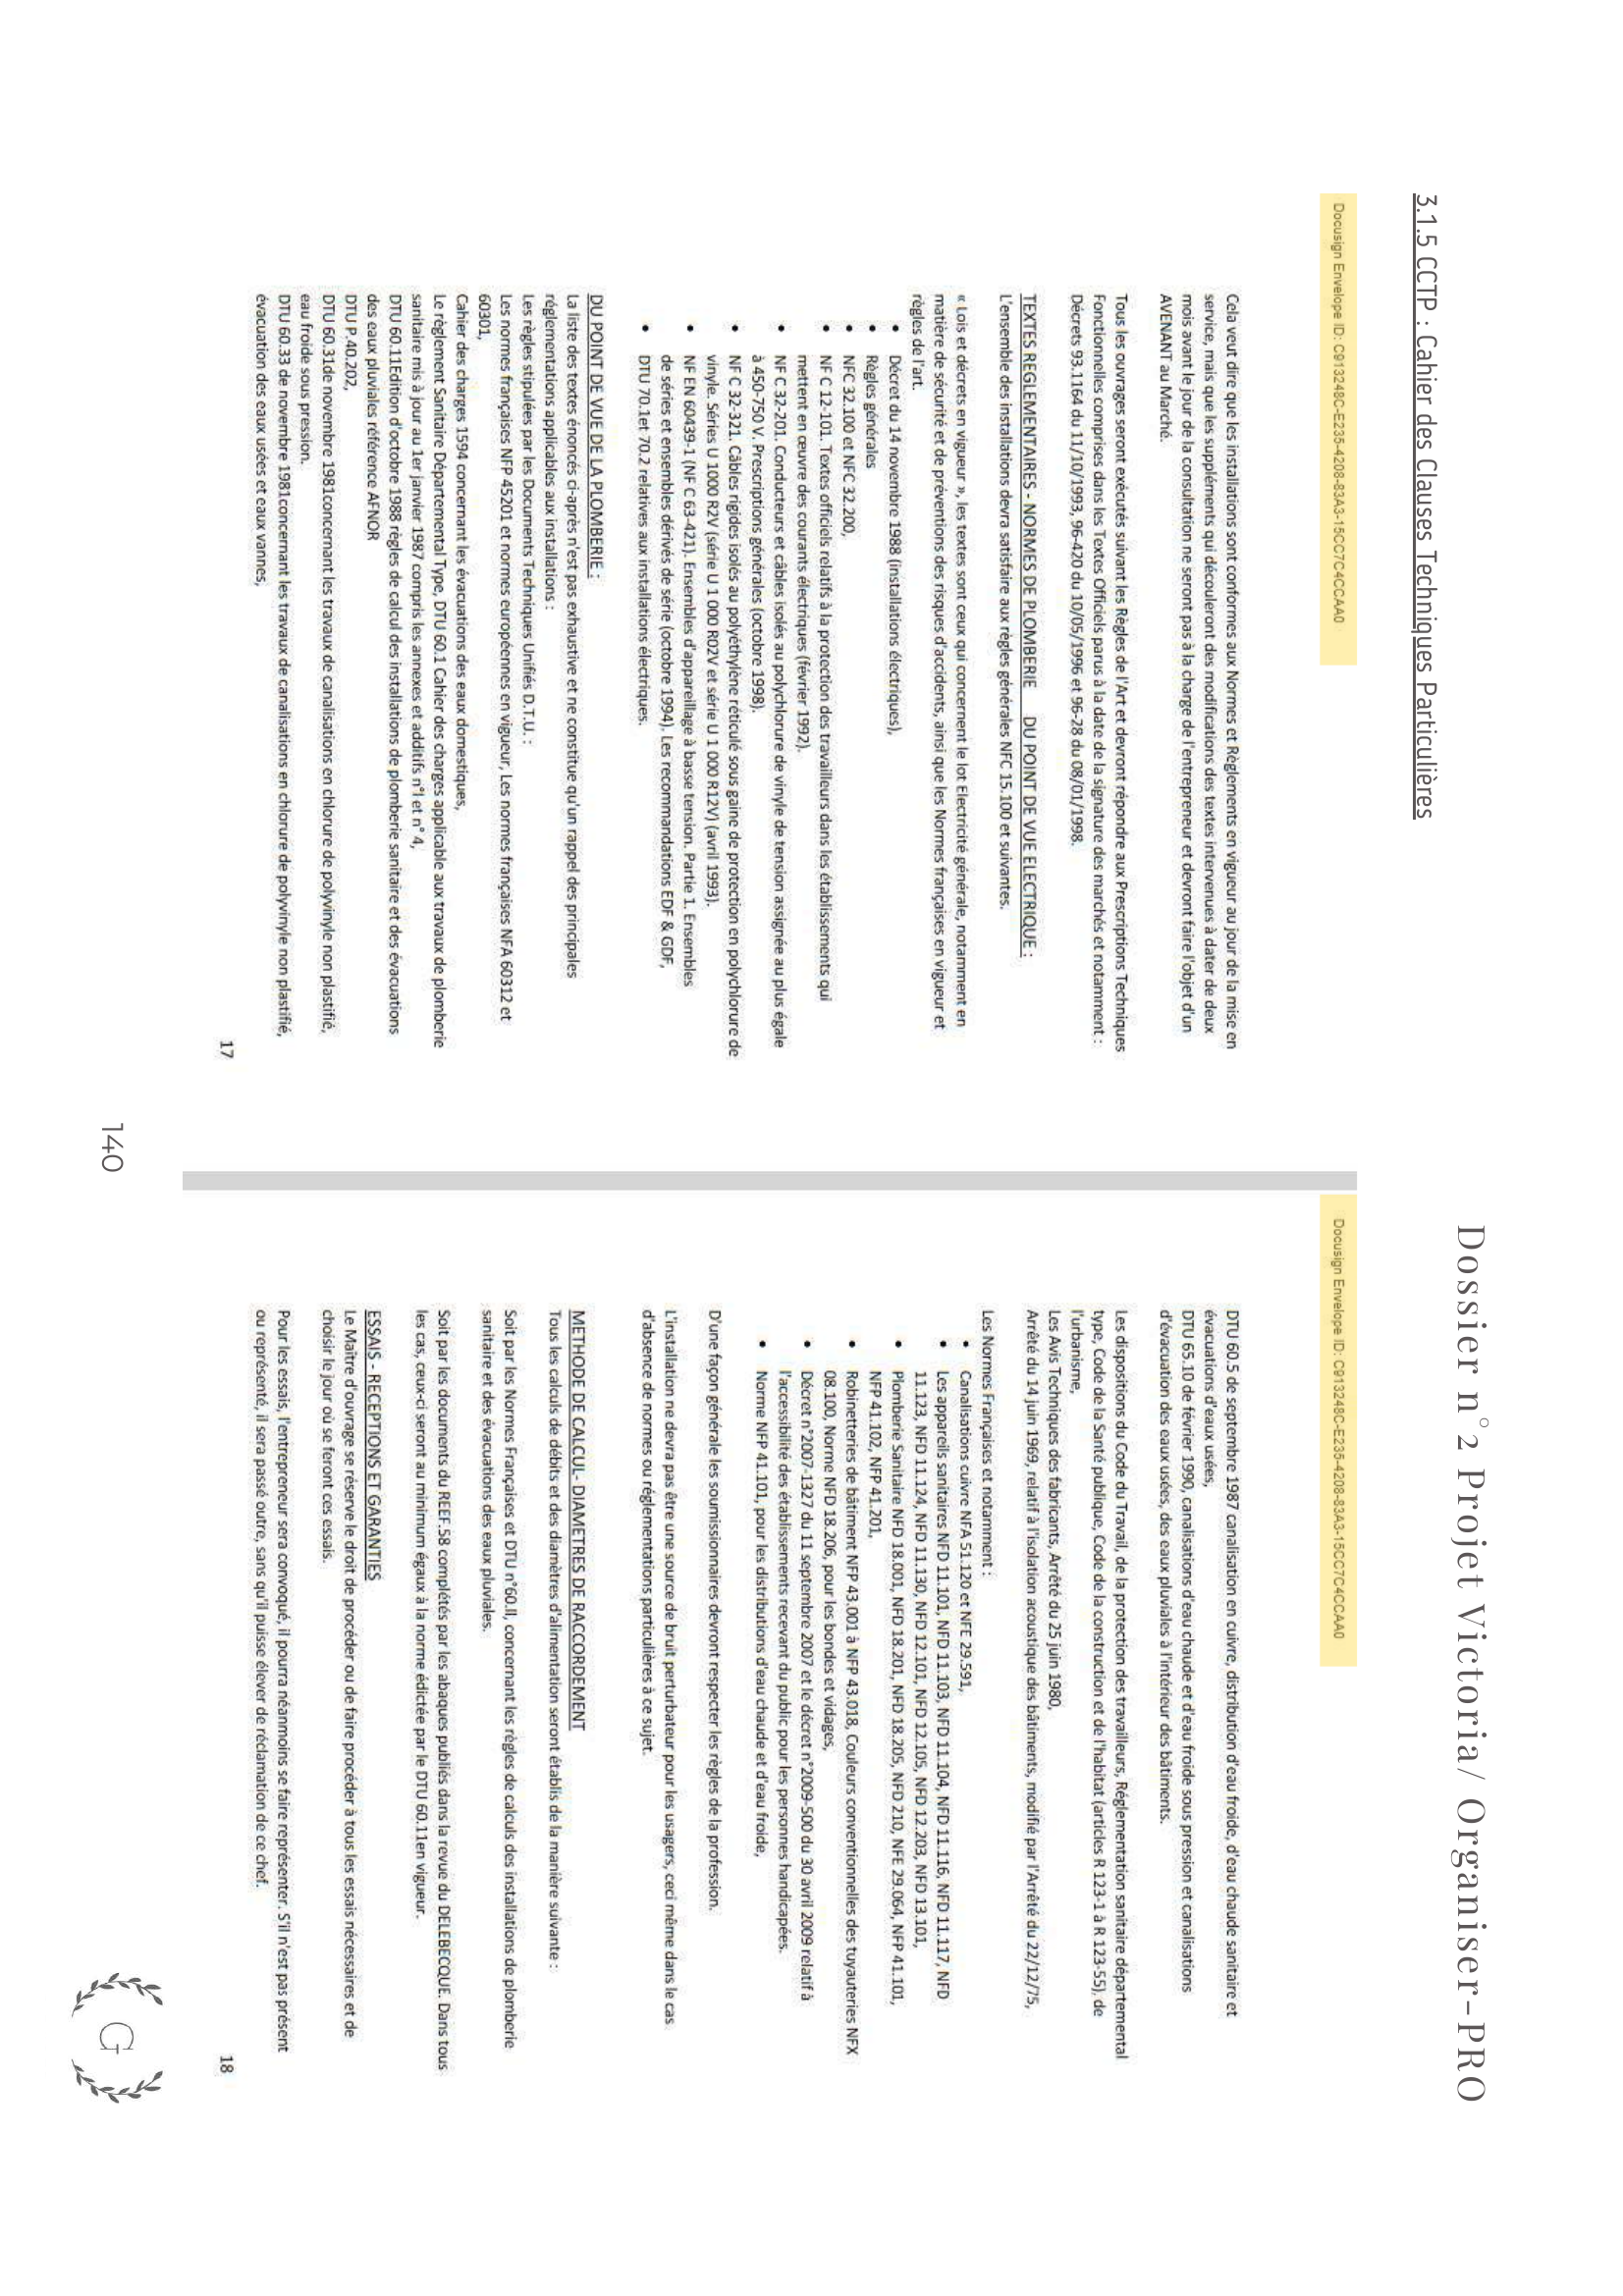 3.1.5 CCTP : Cahier des Clauses Techniques Particulières
Dossier n°2 Projet Victoria/ Organiser-PRO
Docusign Envelope ID: C913248C-E235-4208-83A3-15CC7C4CCAA0
Cela veut dire que les installations sont conformes aux Normes et Règlements en vigueur au jour de la mise en
service, mais que les suppléments qui découleront des modifications des textes intervenues à dater de deux
mois avant le jour de la consultation ne seront pas à la charge de l'entrepreneur et devront faire l'objet d'un
AVENANT au Marché.
Tous les ouvrages seront exécutés suivant les Règles de l'Art et devront répondre aux Prescriptions Techniques
Fonctionnelles comprises dans les Textes Officiels parus à la date de la signature des marchés et notamment :
Décrets 93.1164 du 11/10/1993, 96-420 du 10/05/1996 et 96-28 du 08/01/1998.
TEXTES REGLEMENTAIRES - NORMES DE PLOMBERIE DU POINT DE VUE ELECTRIQUE :
L'ensemble des installations devra satisfaire aux règles générales NFC 15.100 et suivantes.
« Lois et décrets en vigueur », les textes sont ceux qui concernent le lot Electricité générale, notamment en
matière de sécurité et de préventions des risques d'accidents, ainsi que les Normes françaises en vigueur et
règles de l'art.
• Décret du 14 novembre 1988 (installations électriques),
• Règles générales
• NFC 32.100 et NFC 32.200,
• NF C 12-101. Textes officiels relatifs à la protection des travailleurs dans les établissements qui
mettent en œuvre des courants électriques (février 1992).
• NF C 32-201. Conducteurs et câbles isolés au polychlorure de vinyle de tension assignée au plus égale
à 450-750 V. Prescriptions générales (octobre 1998).
• NF C 32-321. Câbles rigides isolés au polyéthylène réticulé sous gaine de protection en polychlorure de
vinyle. Séries U 1000 R2V (série U 1 000 R02V et série U 1 000 R12V) (avril 1993).
• NF EN 60439-1 (NF C 63-421). Ensembles d'appareillage à basse tension. Partie 1. Ensembles
de séries et ensembles dérivés de série (octobre 1994). Les recommandations EDF & GDF,
• DTU 70.1et 70.2 relatives aux installations électriques.
DU POINT DE VUE DE LA PLOMBERIE :
La liste des textes énoncés ci-après n'est pas exhaustive et ne constitue qu'un rappel des principales
réglementations applicables aux installations :
Les règles stipulées par les Documents Techniques Unifiés D.T.U. :
Les normes françaises NFP 45201 et normes européennes en vigueur, Les normes françaises NFA 60312 et
60301,
Cahier des charges 1594 concernant les évacuations des eaux domestiques,
Le règlement Sanitaire Départemental Type, DTU 60.1 Cahier des charges applicable aux travaux de plomberie
sanitaire mis à jour au 1er janvier 1987 compris les annexes et additifs n°l et n° 4,
DTU 60.11Edition d'octobre 1988 règles de calcul des installations de plomberie sanitaire et des évacuations
des eaux pluviales référence AFNOR
DTU P.40.202,
DTU 60.31de novembre 1981concernant les travaux de canalisations en chlorure de polyvinyle non plastifié,
eau froide sous pression.
DTU 60.33 de novembre 1981concernant les travaux de canalisations en chlorure de polyvinyle non plastifié,
évacuation des eaux usées et eaux vannes,
17
Docusign Envelope ID: C913248C-E235-4208-83A3-15CC7C4CCAA0
DTU 60.5 de septembre 1987 canalisation en cuivre, distribution d'eau froide, d'eau chaude sanitaire et
évacuations d'eaux usées,
DTU 65.10 de février 1990, canalisations d'eau chaude et d'eau froide sous pression et canalisations
d'évacuation des eaux usées, des eaux pluviales à l'intérieur des bâtiments.
Les dispositions du Code du Travail, de la protection des travailleurs, Réglementation sanitaire départemental
type, Code de la Santé publique, Code de la construction et de l'habitat (articles R 123-1 à R 123-55), de
l'urbanisme,
Les Avis Techniques des fabricants, Arrêté du 25 juin 1980,
Arrêté du 14 juin 1969, relatif à l'isolation acoustique des bâtiments, modifié par l'Arrêté du 22/12/75,
Les Normes Françaises et notamment :
• Canalisations cuivre NFA 51.120 et NFE 29.591,
• Les appareils sanitaires NFD 11.101, NFD 11.103, NFD 11.104, NFD 11.116, NFD 11.117, NFD
11.123, NFD 11.124, NFD 11.130, NFD 12.101, NFD 12.105, NFD 12.203, NFD 13.101,
• Plomberie Sanitaire NFD 18.001, NFD 18.201, NFD 18.205, NFD 210, NFE 29.064, NFP 41.101,
NFP 41.102, NFP 41.201,
• Robinetteries de bâtiment NFP 43.001 à NFP 43.018, Couleurs conventionnelles des tuyauteries NFX
08.100, Norme NFD 18.206, pour les bondes et vidages,
• Décret n°2007-1327 du 11 septembre 2007 et le décret n°2009-500 du 30 avril 2009 relatif à
l'accessibilité des établissements recevant du public pour les personnes handicapées.
• Norme NFP 41.101, pour les distributions d'eau chaude et d'eau froide,
D'une façon générale les soumissionnaires devront respecter les règles de la profession.
L'installation ne devra pas être une source de bruit perturbateur pour les usagers, ceci même dans le cas
d'absence de normes ou réglementations particulières à ce sujet.
METHODE DE CALCUL- DIAMETRES DE RACCORDEMENT
Tous les calculs de débits et des diamètres d'alimentation seront établis de la manière suivante :
Soit par les Normes Françaises et DTU n°60.ll, concernant les règles de calculs des installations de plomberie
sanitaire et des évacuations des eaux pluviales.
Soit par les documents du REEF.58 complétés par les abaques publiés dans la revue du DELEBECQUE. Dans tous
les cas, ceux-ci seront au minimum égaux à la norme édictée par le DTU 60.11en vigueur.
ESSAIS - RECEPTIONS ET GARANTIES
Le Maître d'ouvrage se réserve le droit de procéder ou de faire procéder à tous les essais nécessaires et de
choisir le jour où se feront ces essais.
Pour les essais, l'entrepreneur sera convoqué, il pourra néanmoins se faire représenter. S'il n'est pas présent
ou représenté, il sera passé outre, sans qu'il puisse élever de réclamation de ce chef.
18
140
G